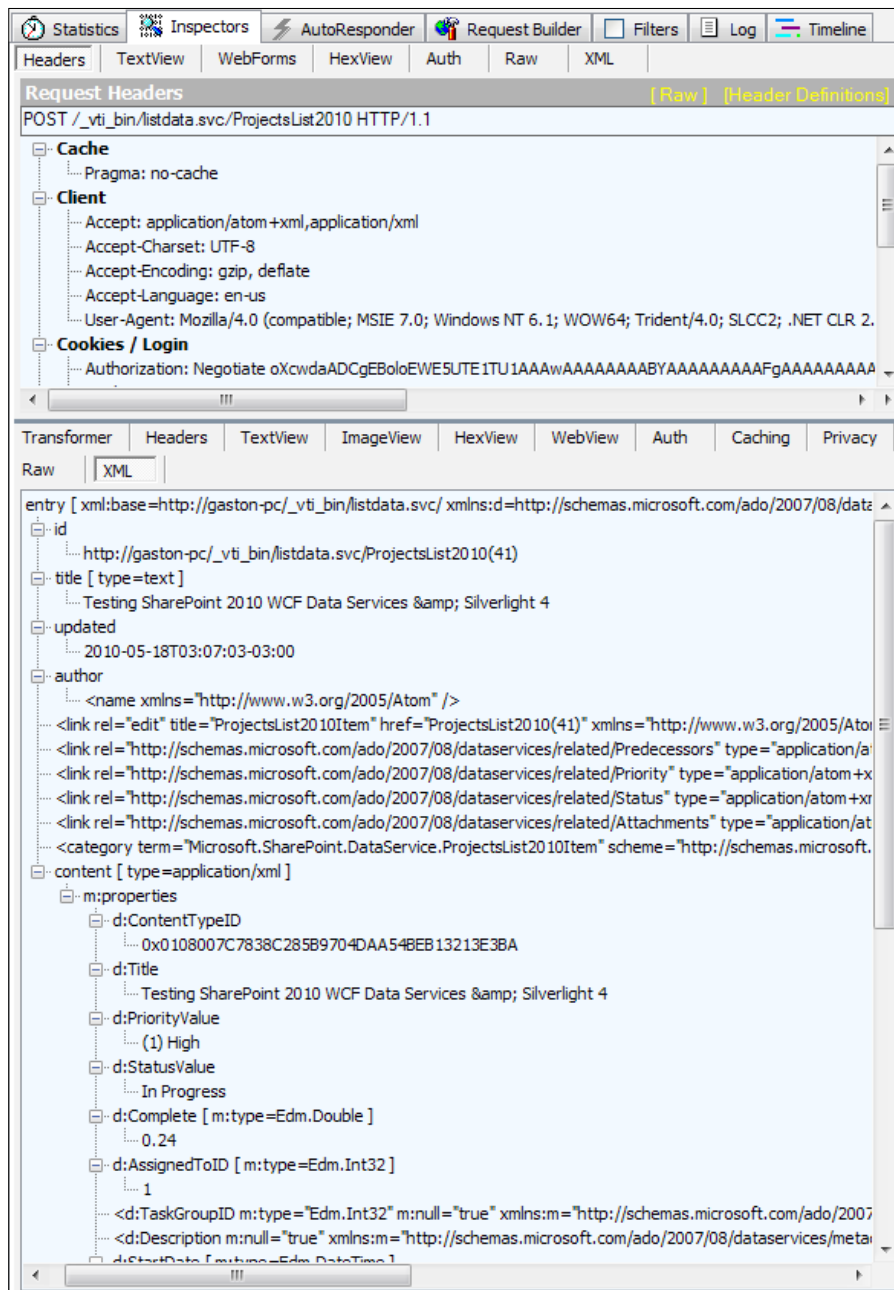 Statistics Inspectors AutoResponder Request Builder Filters Log Timeline
Headers TextView WebForms HexView Auth Raw XML
Request Headers [ Raw ] [Header Definitions]
POST /_vti_bin/listdata.svc/ProjectsList2010 HTTP/1.1
Cache
Pragma: no-cache
Client
Accept: application/atom+xml,application/xml
Accept-Charset: UTF-8
Accept-Encoding: gzip, deflate
Accept-Language: en-us
User-Agent: Mozilla/4.0 (compatible; MSIE 7.0; Windows NT 6.1; WOW64; Trident/4.0; SLCC2; .NET CLR 2.
Cookies / Login
Authorization: Negotiate oXcwdaADCgEBoloEWE5UTE1TU1AAAwAAAAAAAABYAAAAAAAAAFgAAAAAAAAA
Transformer Headers TextView ImageView HexView WebView Auth Caching Privacy
Raw XML
entry [ xml:base=http://gaston-pc/_vti_bin/listdata.svc/ xmlns:d=http://schemas.microsoft.com/ado/2007/08/data
id
http://gaston-pc/_vti_bin/listdata.svc/ProjectsList2010(41)
title [ type=text ]
Testing SharePoint 2010 WCF Data Services &amp; Silverlight 4
updated
2010-05-18T03:07:03-03:00
author
<name xmlns="http://www.w3.org/2005/Atom" />
<link rel="edit" title="ProjectsList2010Item" href="ProjectsList2010(41)" xmlns="http://www.w3.org/2005/Ato
<link rel="http://schemas.microsoft.com/ado/2007/08/dataservices/related/Predecessors" type="application/a
<link rel="http://schemas.microsoft.com/ado/2007/08/dataservices/related/Priority" type="application/atom+x
<link rel="http://schemas.microsoft.com/ado/2007/08/dataservices/related/Status" type="application/atom+x
<link rel="http://schemas.microsoft.com/ado/2007/08/dataservices/related/Attachments" type="application/at
<category term="Microsoft.SharePoint.DataService.ProjectsList2010Item" scheme="http://schemas.microsoft.
content [ type=application/xml ]
m:properties
d:ContentTypeID
0x0108007C7838C285B9704DAA54BEB13213E3BA
d:Title
Testing SharePoint 2010 WCF Data Services &amp; Silverlight 4
d:PriorityValue
(1) High
d:StatusValue
In Progress
d:Complete [ m:type=Edm.Double ]
0.24
d:AssignedToID [ m:type=Edm.Int32 ]
1
<d:TaskGroupID m:type="Edm.Int32" m:null="true" xmlns:m="http://schemas.microsoft.com/ado/2007
<d:Description m:null="true" xmlns:m="http://schemas.microsoft.com/ado/2007/08/dataservices/meta
d:StartDate [ m:type=Edm.DateTime ]